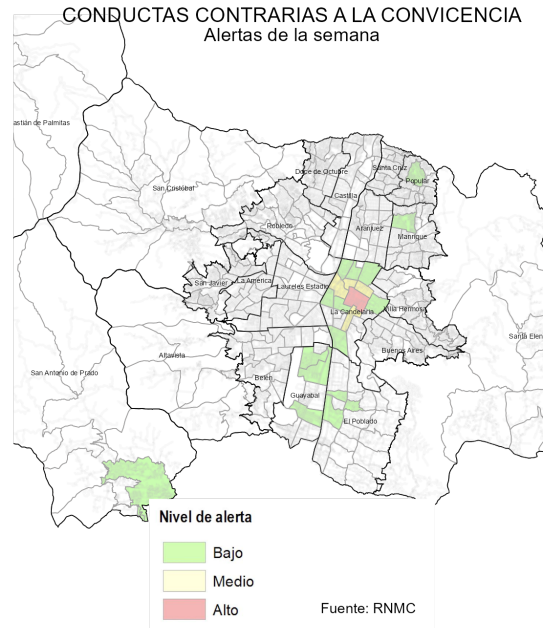 CONDUCTAS CONTRARIAS A LA CONVICENCIA
Alertas de la semana
astián de Palmitas
Doce de Octubre
Santa Cruz
Popular
San Cristóbal
Castilla
Robledo
Aranjuez
Manrique
San Javier
La América
Laureles Estadio
La Candelaria
Villa Hermosa
Santa Elen
Buenos Aires
Altavista
San Antonio de Prado
Belén
Guayabal
El Poblado
Nivel de alerta
Bajo
Medio
Alto
Fuente: RNMC